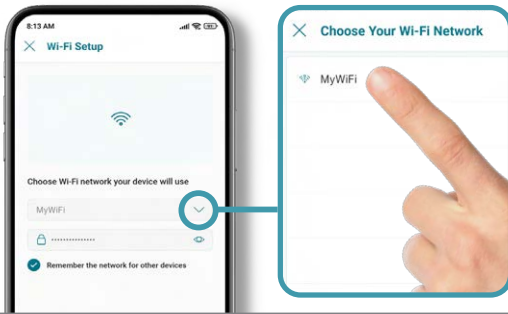 8:13 AM
Wi-Fi Setup
Choose Wi-Fi network your device will use
MyWiFi
Remember the network for other devices
Choose Your Wi-Fi Network
MyWiFi